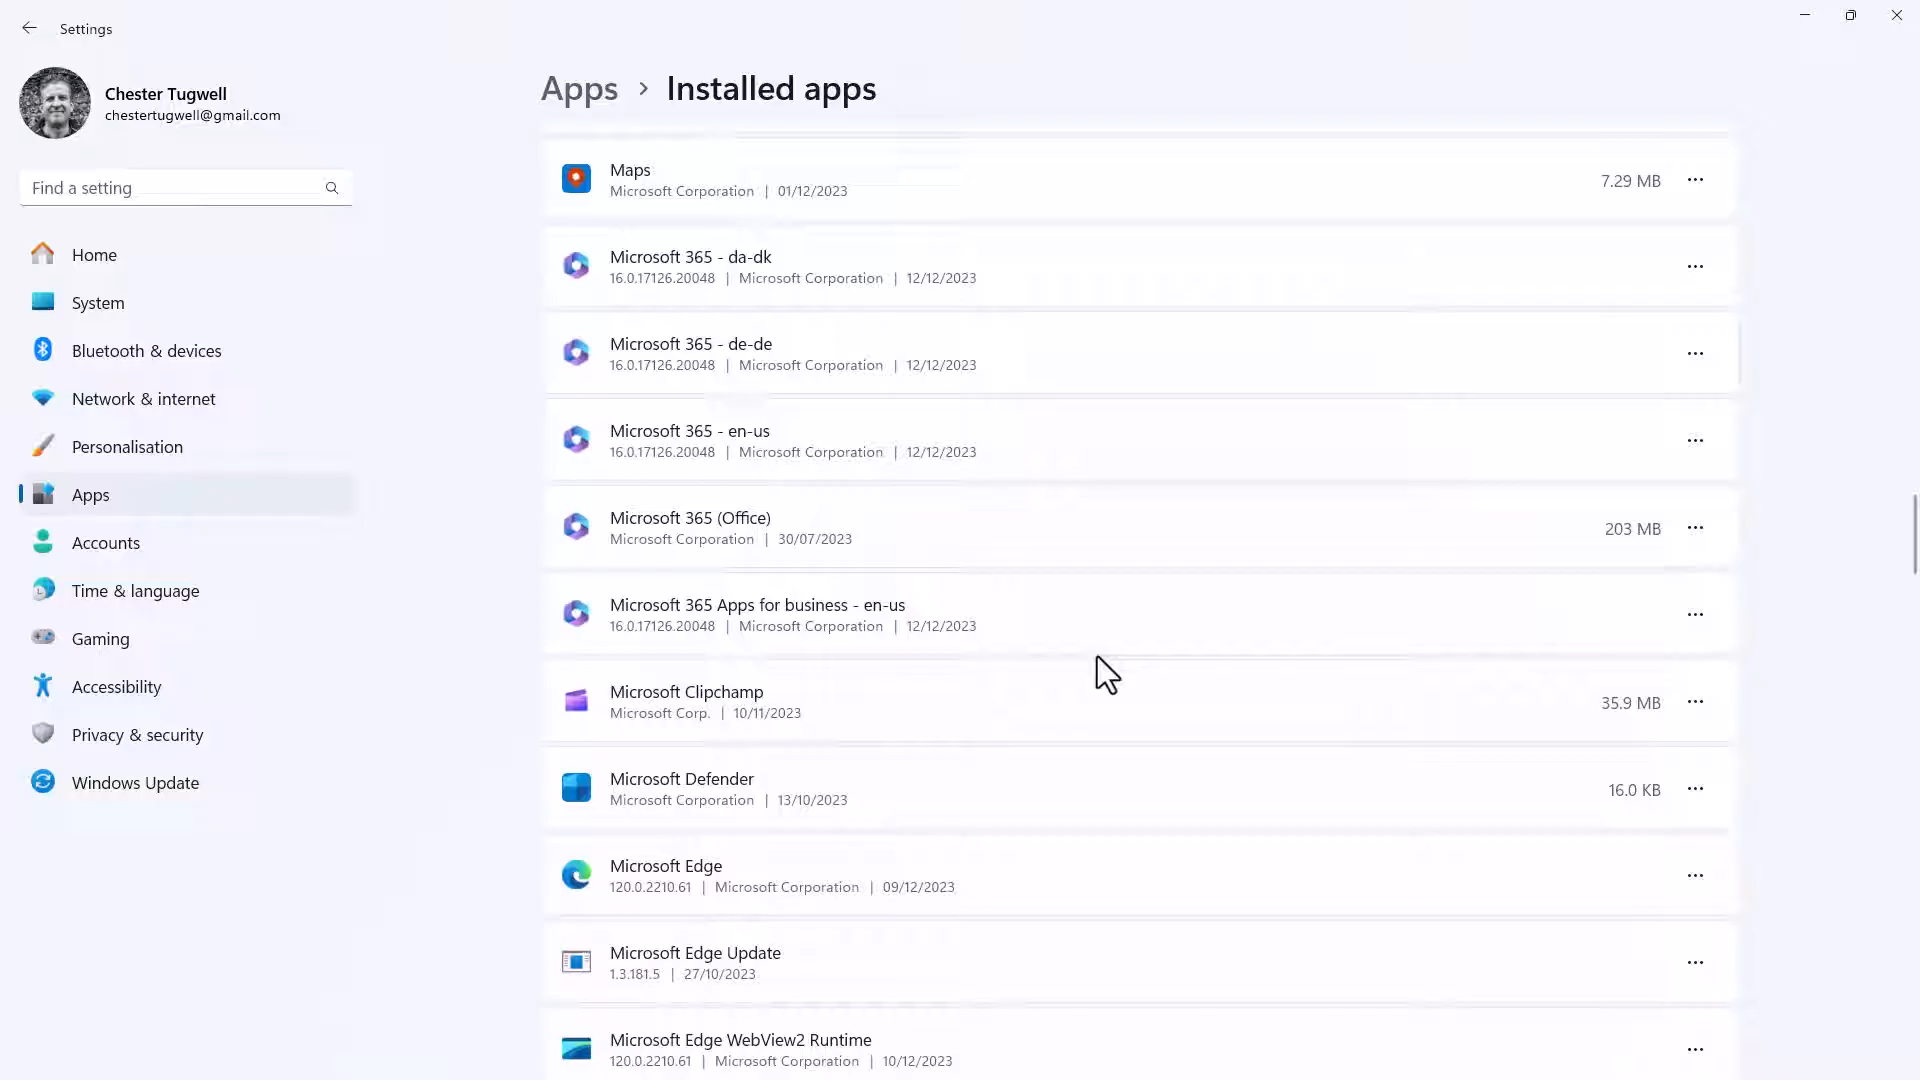 Settings
Chester Tugwell
chestertugwell@gmail.com
Find a setting
Home
System
Bluetooth & devices
Network & internet
Personalisation
Apps
Accounts
Time & language
Gaming
Accessibility
Privacy & security
Windows Update
Apps > Installed apps
Maps
Microsoft Corporation | 01/12/2023
7.29 MB
Microsoft 365 - da-dk
16.0.17126.20048 | Microsoft Corporation | 12/12/2023
Microsoft 365 - de-de
16.0.17126.20048 | Microsoft Corporation | 12/12/2023
Microsoft 365 - en-us
16.0.17126.20048 | Microsoft Corporation | 12/12/2023
Microsoft 365 (Office)
Microsoft Corporation | 30/07/2023
203 MB
Microsoft 365 Apps for business - en-us
16.0.17126.20048 | Microsoft Corporation | 12/12/2023
Microsoft Clipchamp
Microsoft Corp. | 10/11/2023
35.9 MB
Microsoft Defender
Microsoft Corporation | 13/10/2023
16.0 KB
Microsoft Edge
120.0.2210.61 | Microsoft Corporation | 09/12/2023
Microsoft Edge Update
1.3.181.5 | 27/10/2023
Microsoft Edge WebView2 Runtime
120.0.2210.61 | Microsoft Corporation | 10/12/2023